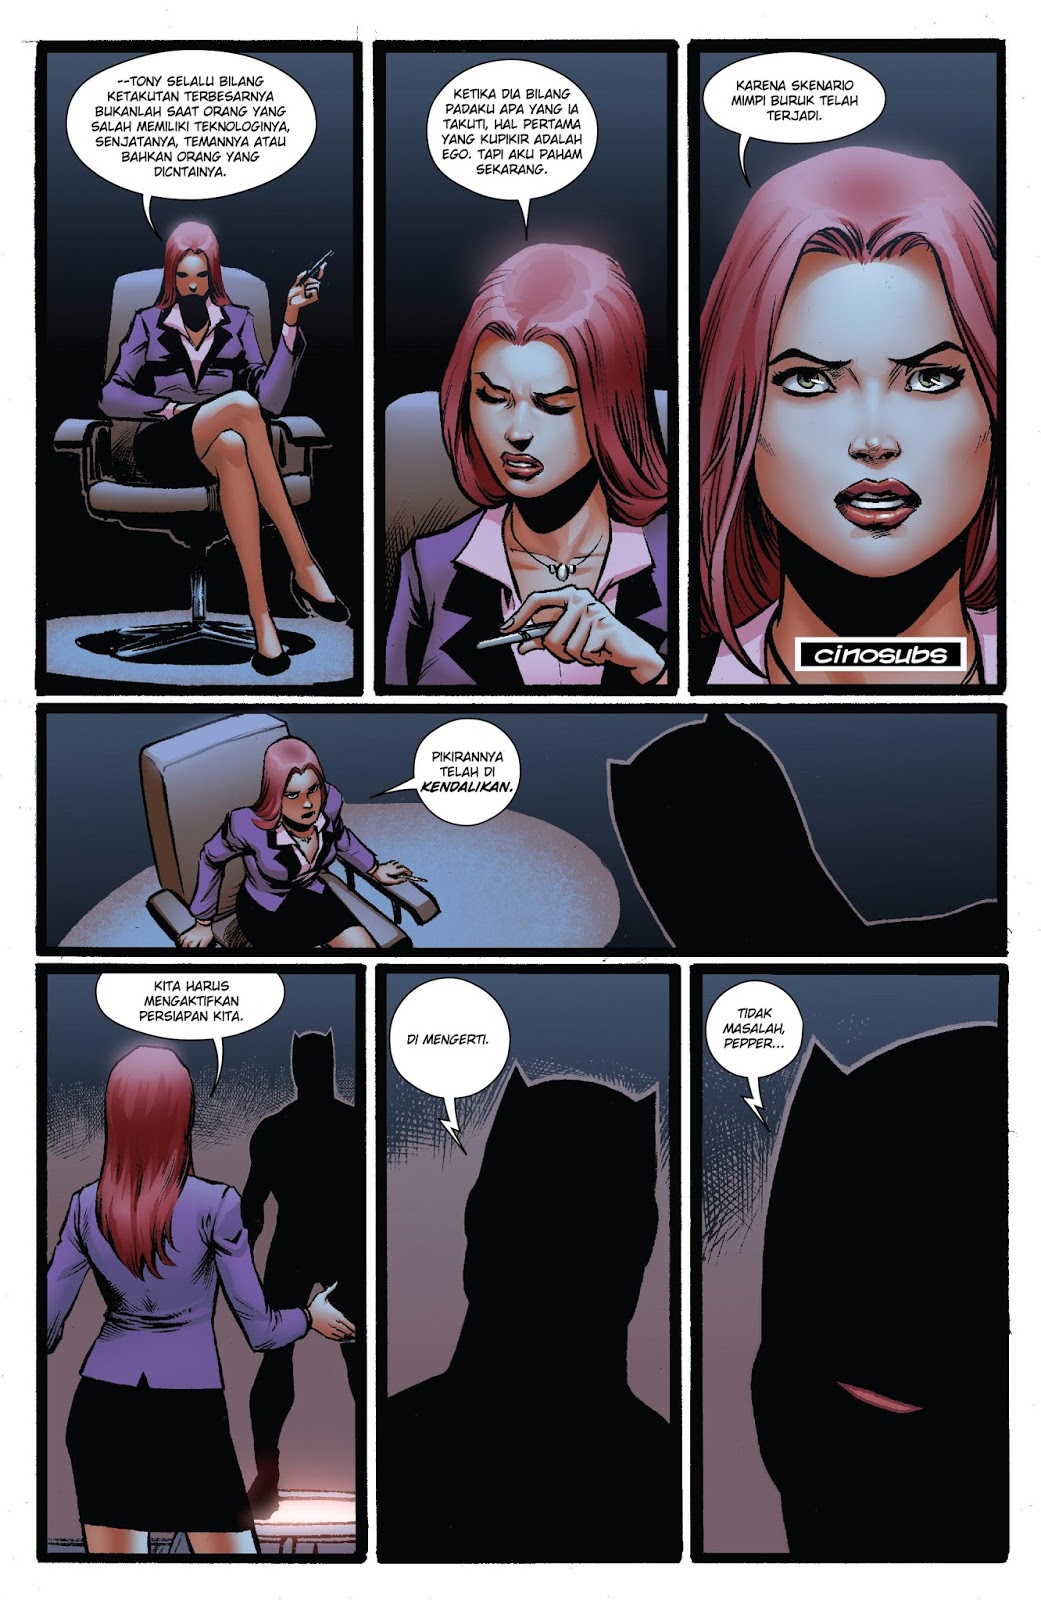 --TONY SELALU BILANG
KETAKUTAN TERBESARNYA
BUKANLAH SAAT ORANG YANG
SALAH MEMILIKI TEKNOLOGINYA,
SENJATANYA, TEMANNYA ATAU
BAHKAN ORANG YANG
DICNTAINYA.
KETIKA DIA BILANG
PADAKU APA YANG IA
TAKUTI, HAL PERTAMA
YANG KUPIKIR ADALAH
EGO. TAPI AKU PAHAM
SEKARANG.
KARENA SKENARIO
MIMPI BURUK TELAH
TERJADI.
cinosubs
PIKIRANNYA
TELAH DI
KENDALIKAN.
KITA HARUS
MENGAKTIFKAN
PERSIAPAN KITA.
DI MENGERTI.
TIDAK
MASALAH,
PEPPER...